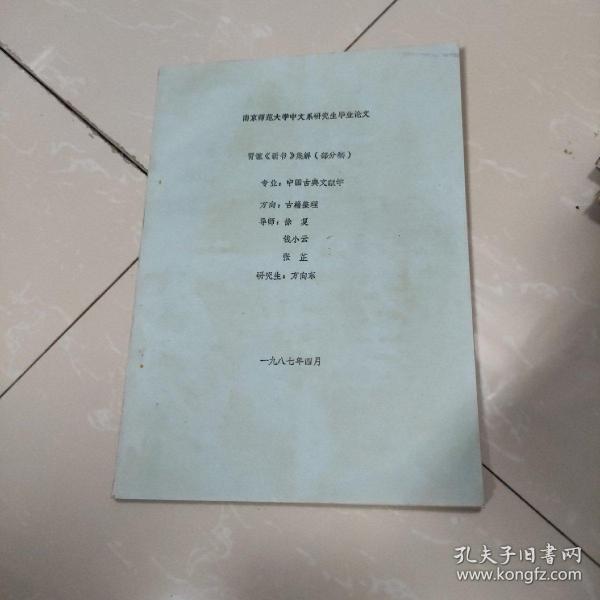 南京师范大学中文系研究生毕业论文
贾谊《新书》集解（部分稿）
专业：中国古典文献学
方向：古籍整理
导师：徐 复
钱小云
张 芷
研究生：方向东
一九八七年四月
孔夫子旧书网
www.kongfz.com